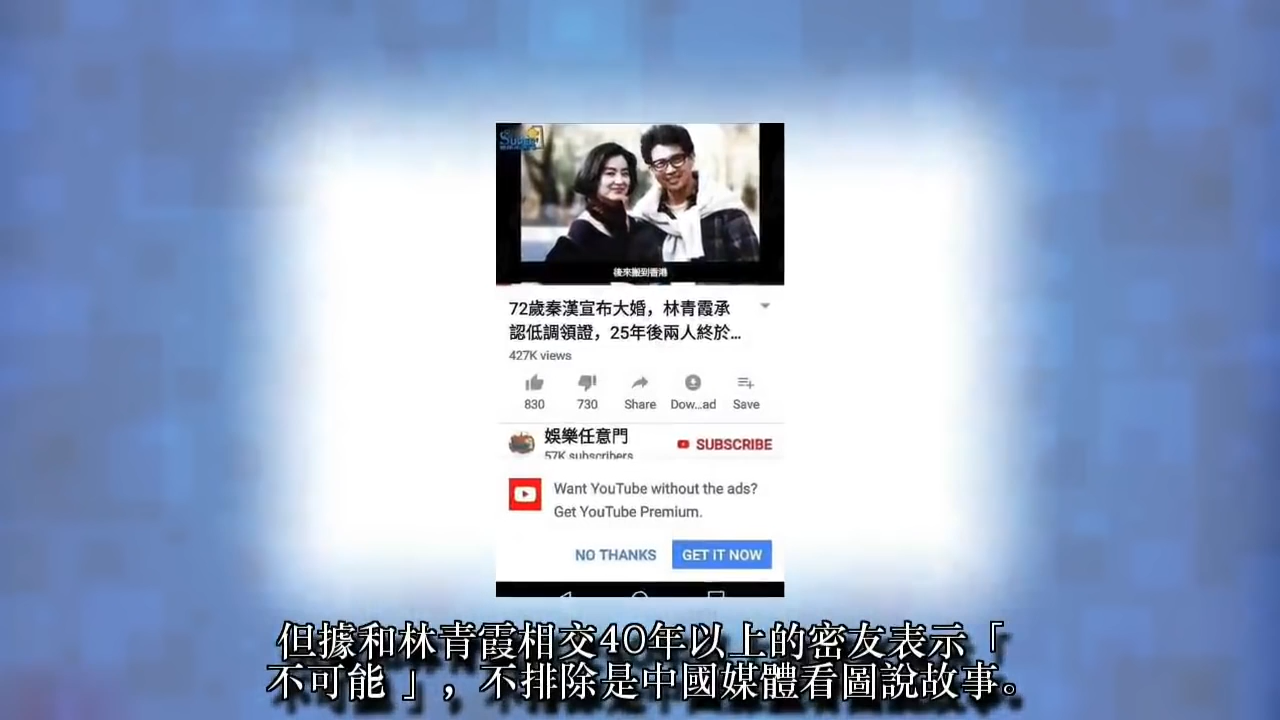 SUPER
後來搬到香港
72歲秦漢宣布大婚，林青霞承
認低調領證，25年後兩人終於...
427K views
830
730
Share
Dow...ad
Save
娛樂任意門
57K subscribers
SUBSCRIBE
Want YouTube without the ads?
Get YouTube Premium.
NO THANKS
GET IT NOW
但據和林青霞相交40年以上的密友表示「
不可能 」，不排除是中國媒體看圖說故事。